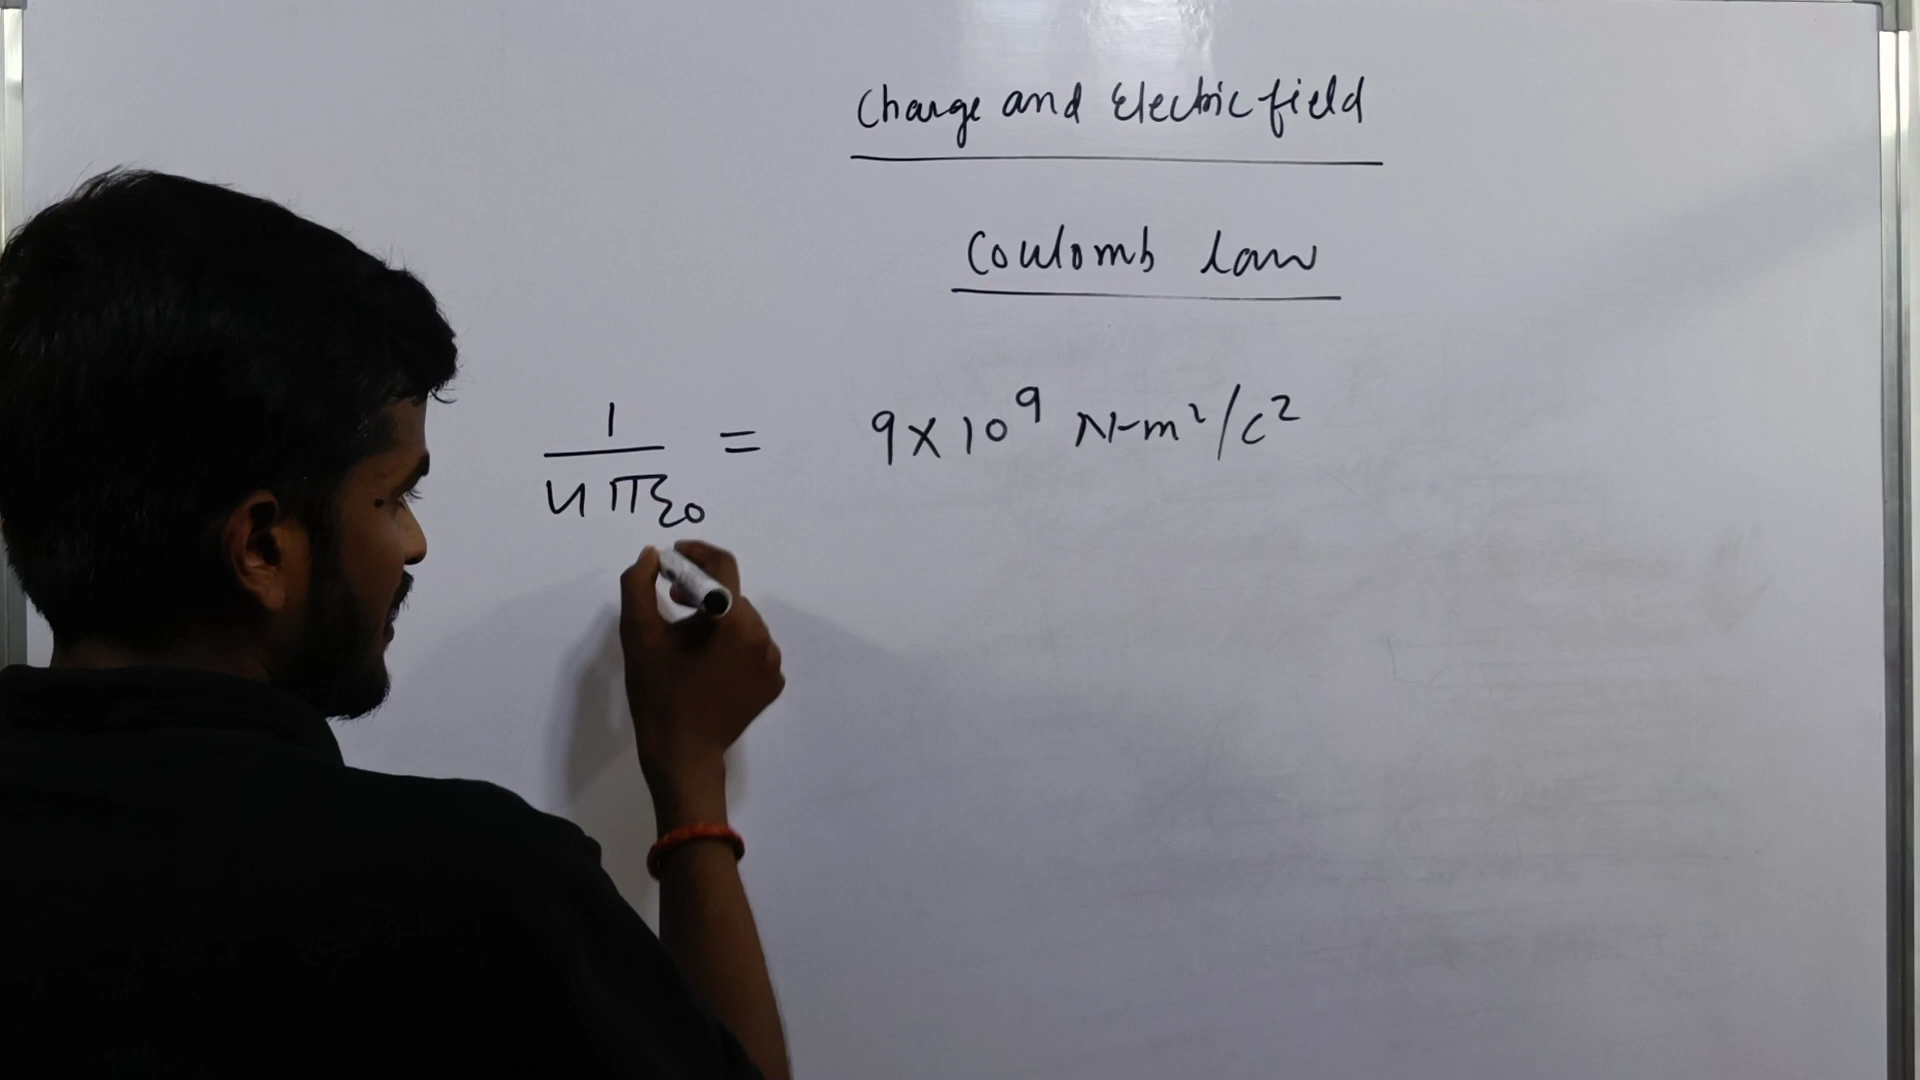 Charge and Electric field
Coulomb law
1/4πε0 = 9×10⁹ N-m²/c²